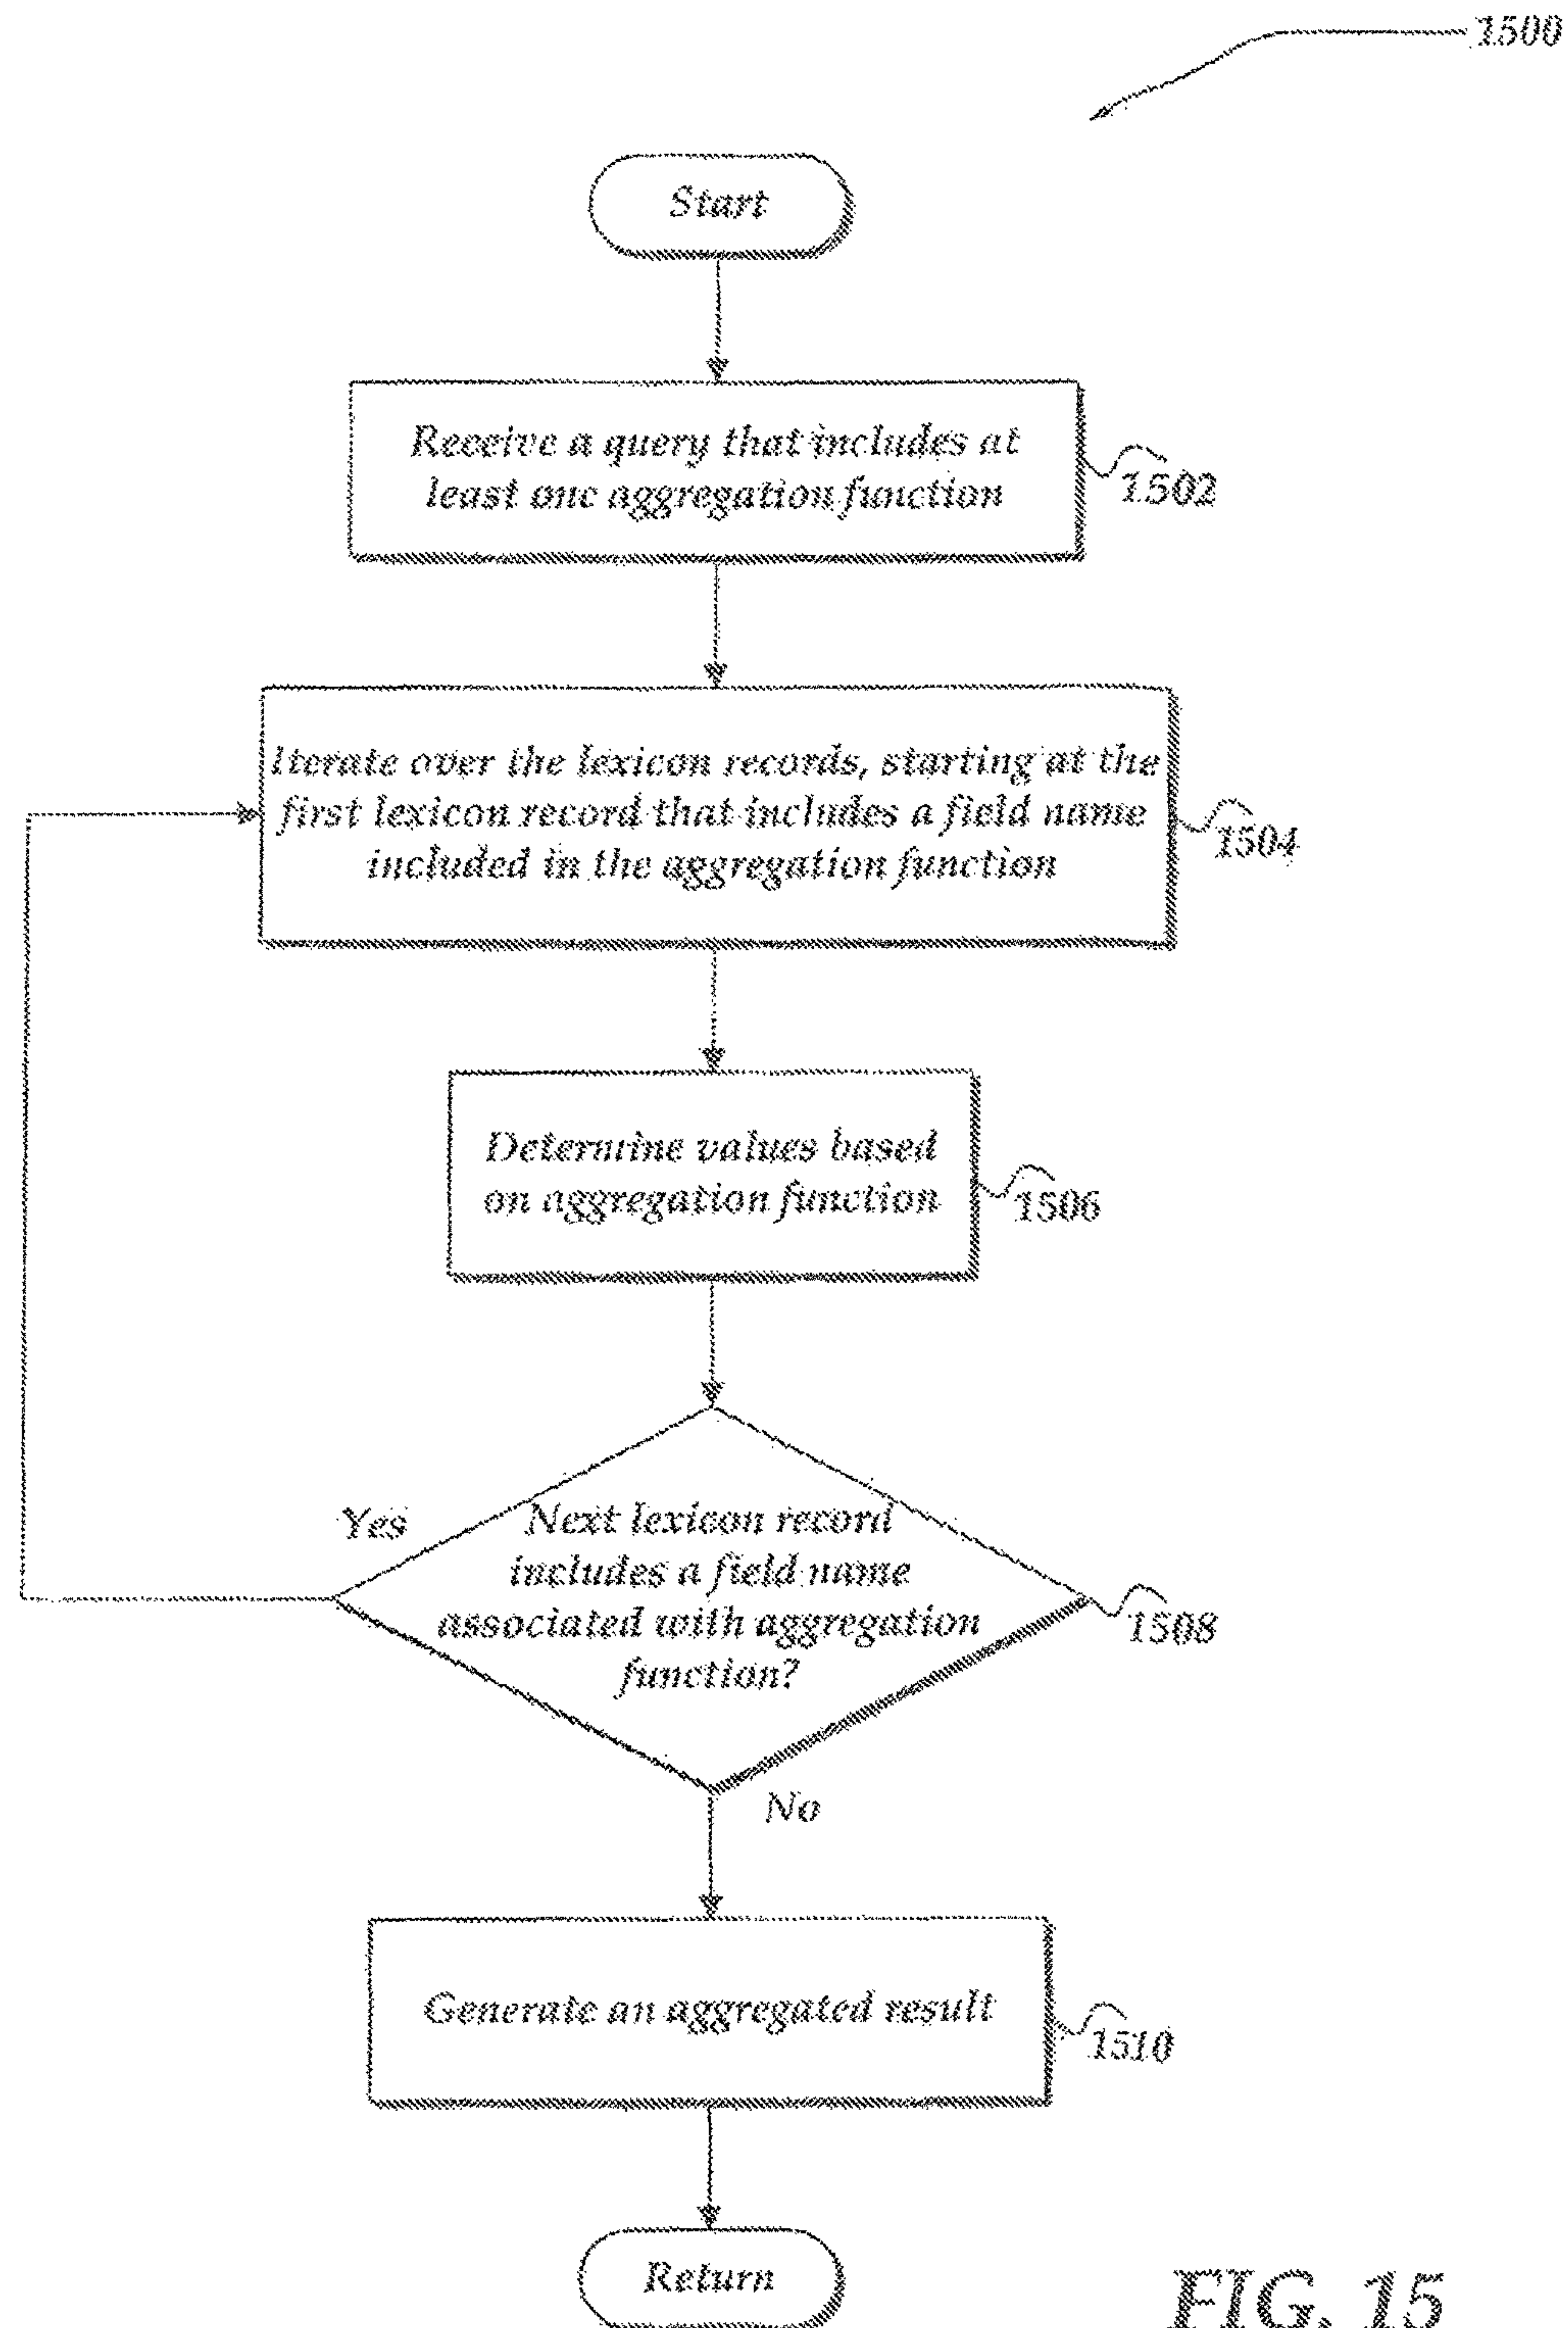 1500
Start
Receive a query that includes at
least one aggregation function
1502
Iterate over the lexicon records, starting at the
first lexicon record that includes a field name
included in the aggregation function
1504
Determine values based
on aggregation function
1506
Yes
Next lexicon record
includes a field name
associated with aggregation
function?
1508
No
Generate an aggregated result
1510
Return
FIG. 15